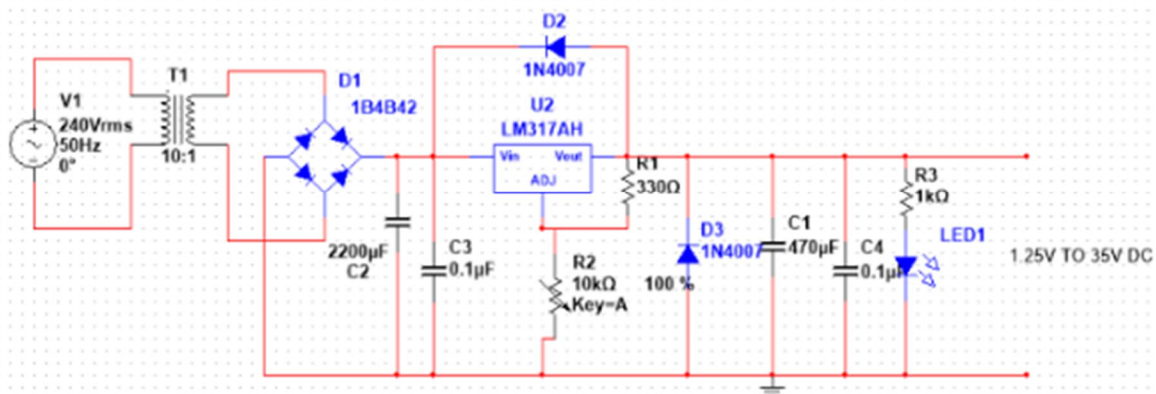 D2
1N4007
T1
D1
1B4B42
V1
240Vrms
50Hz
0°
10:1
U2
LM317AH
Vin
Vout
ADJ
R1
330Ω
R3
1kΩ
2200µF
C2
C3
0.1µF
R2
10kΩ
Key=A
100 %
D3
1N4007
C1
470µF
C4
0.1µF
LED1
1.25V TO 35V DC